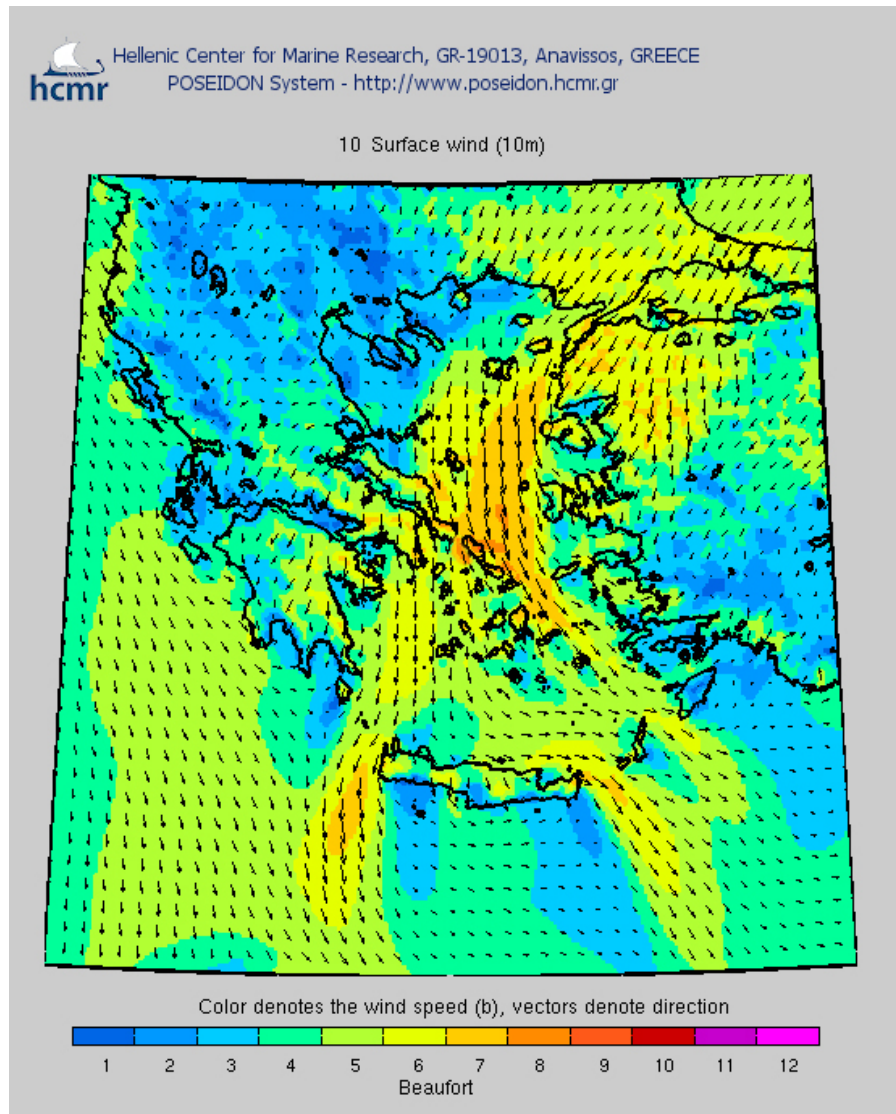 hcmr
Hellenic Center for Marine Research, GR-19013, Anavissos, GREECE
POSEIDON System - http://www.poseidon.hcmr.gr
10 Surface wind (10m)
Color denotes the wind speed (b), vectors denote direction
1 2 3 4 5 6 7 8 9 10 11 12
Beaufort